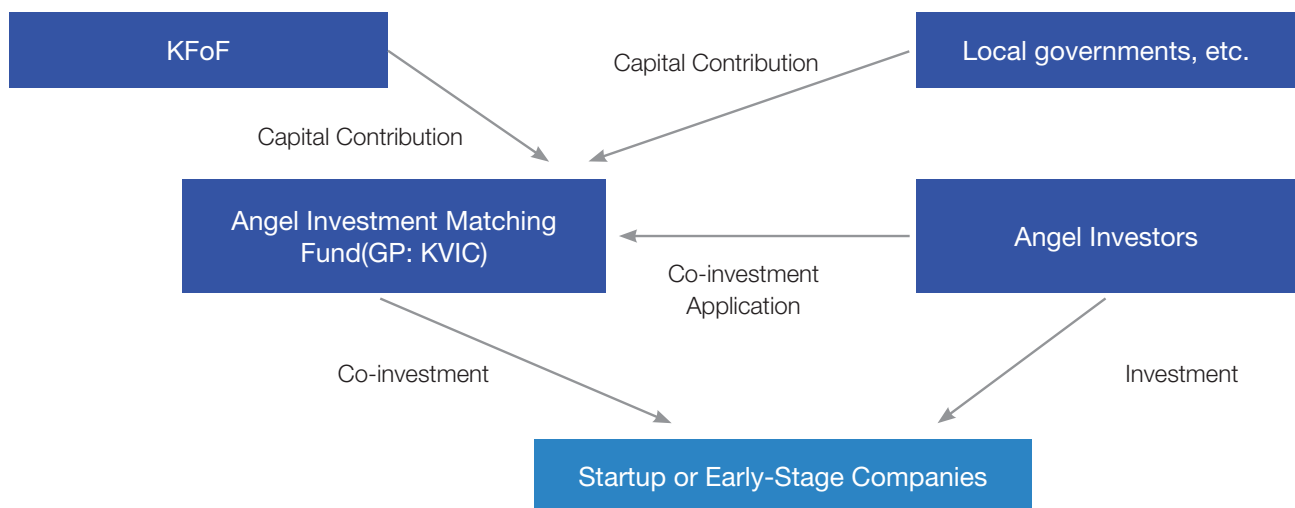 KFoF
Local governments, etc.
Capital Contribution
Capital Contribution
Angel Investment Matching
Fund(GP: KVIC)
Angel Investors
Co-investment
Application
Co-investment
Investment
Startup or Early-Stage Companies